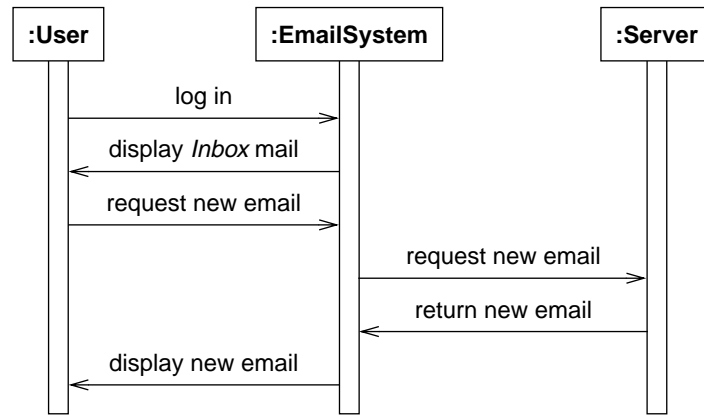 :User
:EmailSystem
:Server
log in
display Inbox mail
request new email
request new email
return new email
display new email